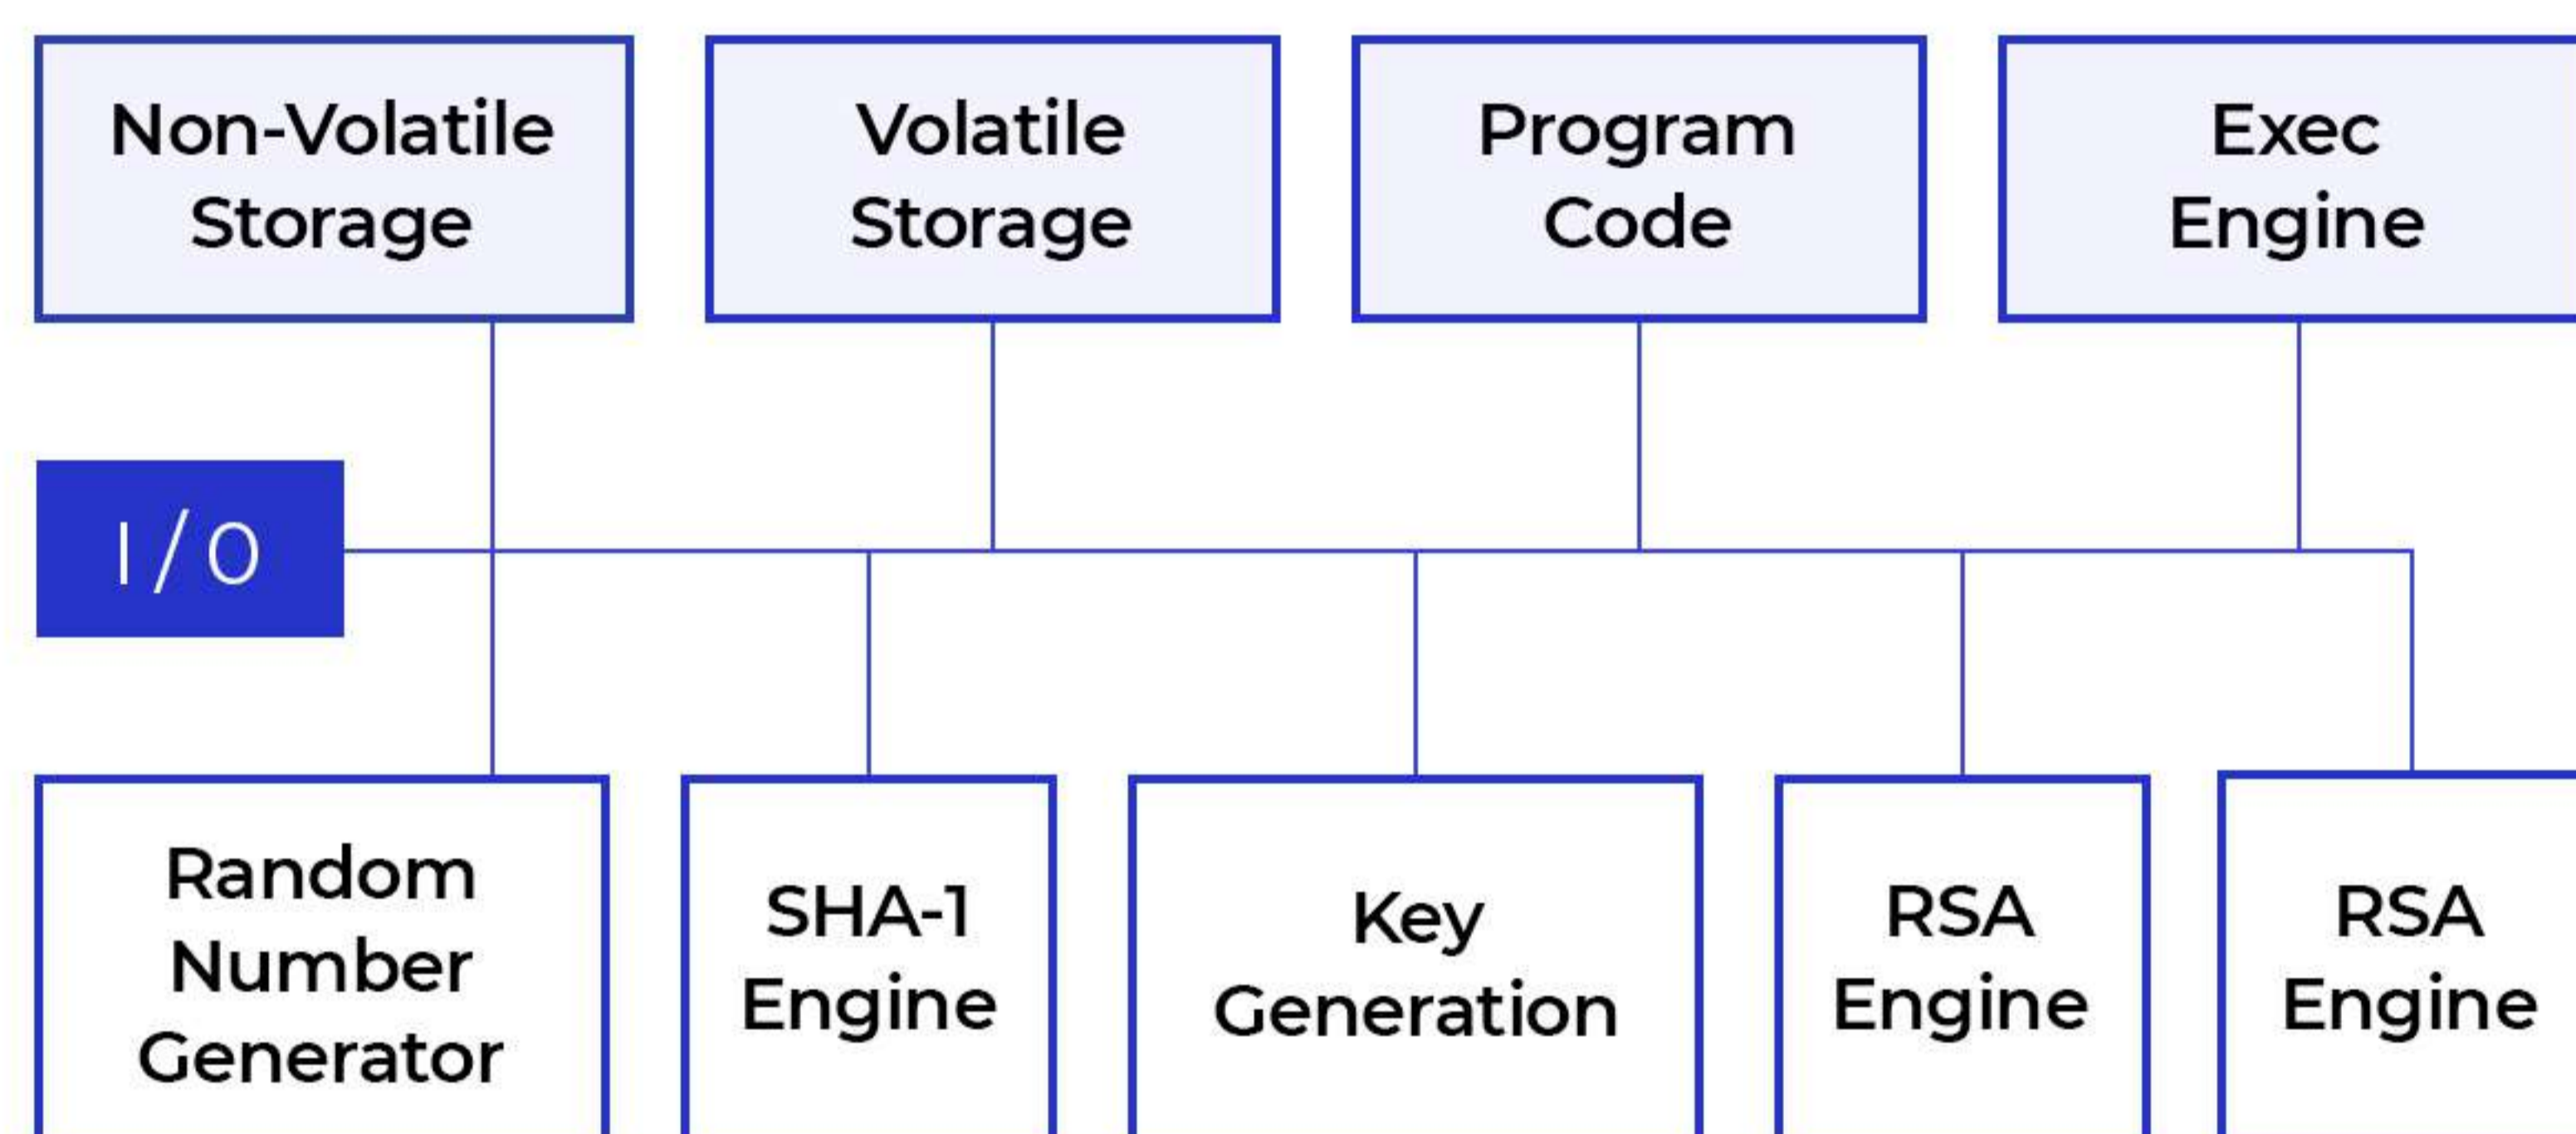 Non-Volatile
Storage
Volatile
Storage
Program
Code
Exec
Engine
I/O
Random
Number
Generator
SHA-1
Engine
Key
Generation
RSA
Engine
RSA
Engine